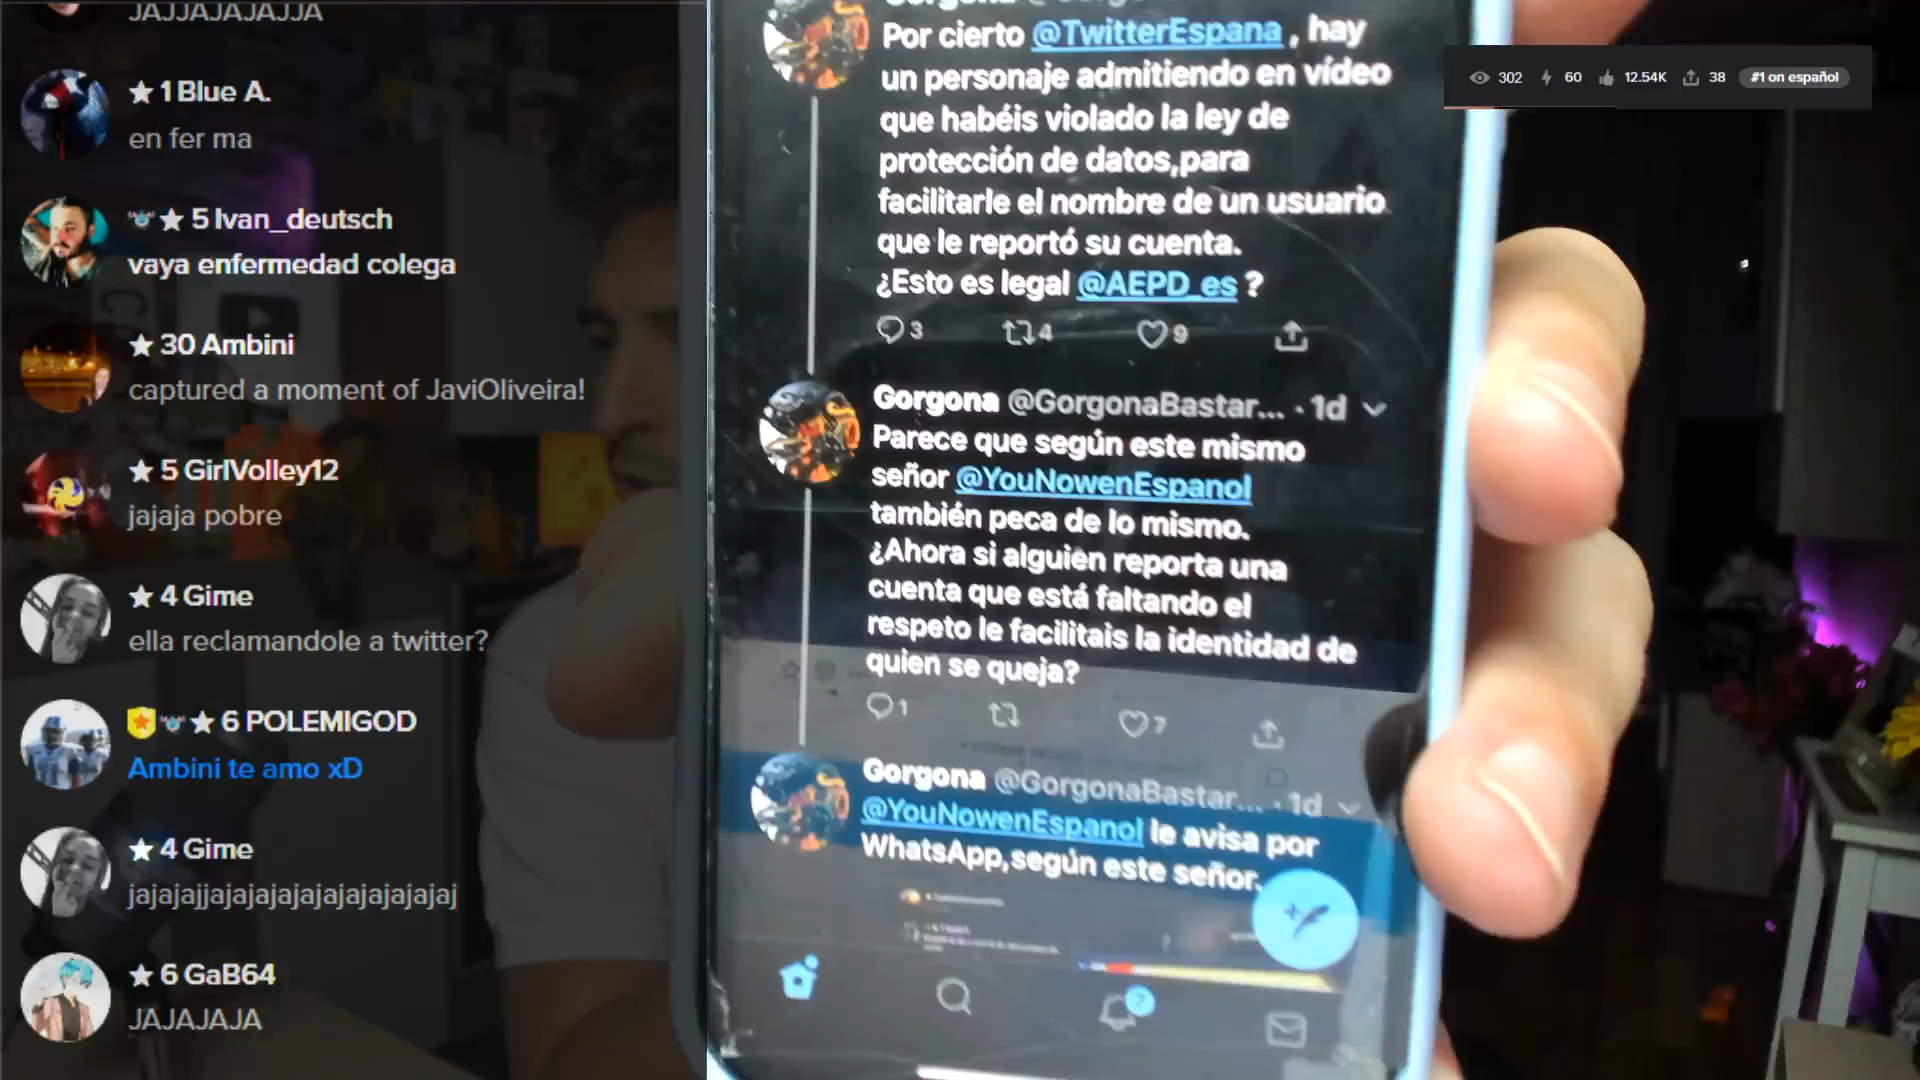 JAJJAJAJAJJA
1 Blue A.
en fer ma
5 Ivan_deutsch
vaya enfermedad colega
30 Ambini
captured a moment of JaviOliveira!
5 GirlVolley12
jajaja pobre
4 Gime
ella reclamandole a twitter?
6 POLEMIGOD
Ambini te amo xD
4 Gime
jajajajjajajajajajajajajajaj
6 GaB64
JAJAJAJA
Por cierto @TwitterEspana , hay
un personaje admitiendo en vídeo
que habéis violado la ley de
protección de datos,para
facilitarle el nombre de un usuario
que le reportó su cuenta.
¿Esto es legal @AEPD_es ?
3 4 9
Gorgona @GorgonaBastar... · 1d
Parece que según este mismo
señor @YouNowenEspanol
también peca de lo mismo.
¿Ahora si alguien reporta una
cuenta que está faltando el
respeto le facilitais la identidad de
quien se queja?
1 7
Gorgona @GorgonaBastar... · 1d
@YouNowenEspanol le avisa por
WhatsApp,según este señor.
302 60 12.54K 38 #1 on español